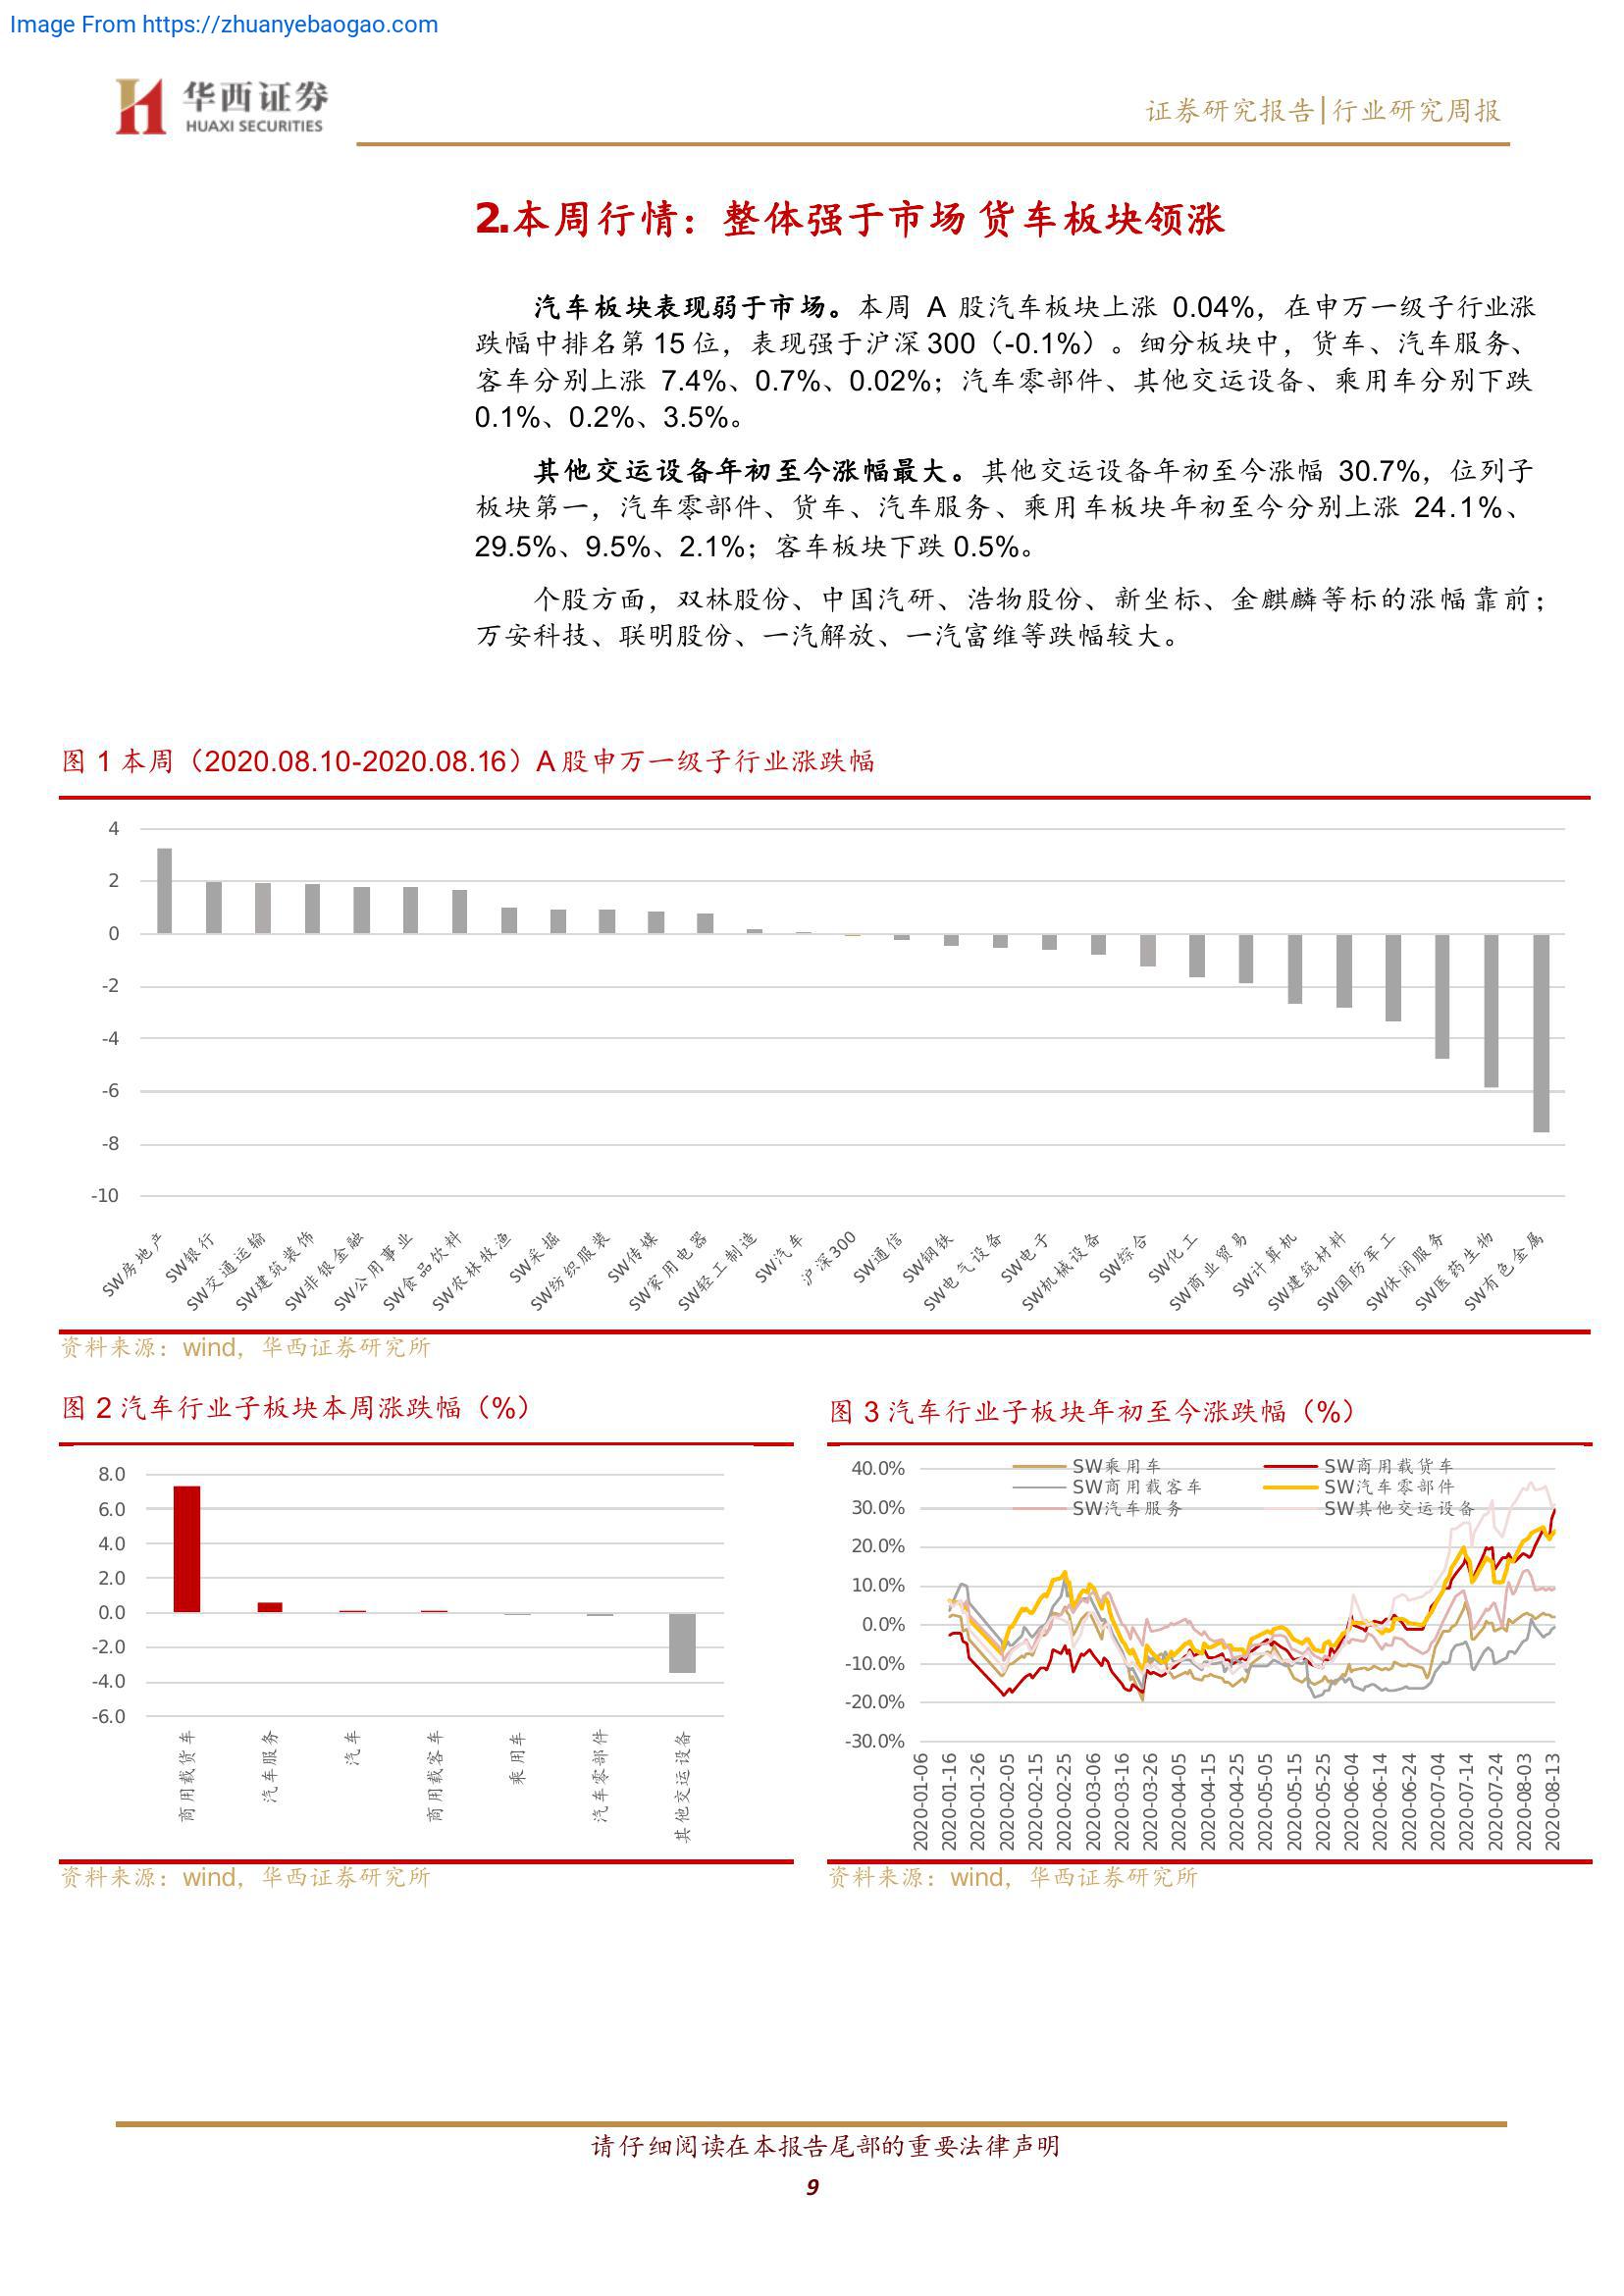 Image From https://zhuanyebaogao.com
华西证券
HUAXI SECURITIES
证券研究报告|行业研究周报
2.本周行情：整体强于市场 货车板块领涨
汽车板块表现弱于市场。本周 A 股汽车板块上涨 0.04%，在申万一级子行业涨
跌幅中排名第 15 位，表现强于沪深 300（-0.1%）。细分板块中，货车、汽车服务、
客车分别上涨 7.4%、0.7%、0.02%；汽车零部件、其他交运设备、乘用车分别下跌
0.1%、0.2%、3.5%。
其他交运设备年初至今涨幅最大。其他交运设备年初至今涨幅 30.7%，位列子
板块第一，汽车零部件、货车、汽车服务、乘用车板块年初至今分别上涨 24.1%、
29.5%、9.5%、2.1%；客车板块下跌 0.5%。
个股方面，双林股份、中国汽研、浩物股份、新坐标、金麒麟等标的涨幅靠前；
万安科技、联明股份、一汽解放、一汽富维等跌幅较大。
图 1 本周（2020.08.10-2020.08.16）A 股申万一级子行业涨跌幅
4
2
0
-2
-4
-6
-8
-10
SW房地产
SW银行
SW交通运输
SW建筑装饰
SW非银金融
SW公用事业
SW食品饮料
SW农林牧渔
SW采掘
SW纺织服装
SW传媒
SW家用电器
SW轻工制造
SW汽车
沪深300
SW通信
SW钢铁
SW电气设备
SW电子
SW机械设备
SW综合
SW化工
SW商业贸易
SW计算机
SW建筑材料
SW国防军工
SW休闲服务
SW医药生物
SW有色金属
资料来源：wind，华西证券研究所
图 2 汽车行业子板块本周涨跌幅（%）
8.0
6.0
4.0
2.0
0.0
-2.0
-4.0
-6.0
商用载货车
汽车服务
汽车
商用载客车
乘用车
汽车零部件
其他交运设备
资料来源：wind，华西证券研究所
图 3 汽车行业子板块年初至今涨跌幅（%）
SW乘用车
SW商用载货车
SW商用载客车
SW汽车零部件
SW汽车服务
SW其他交运设备
40.0%
30.0%
20.0%
10.0%
0.0%
-10.0%
-20.0%
-30.0%
2020-01-06
2020-01-16
2020-01-26
2020-02-05
2020-02-15
2020-02-25
2020-03-06
2020-03-16
2020-03-26
2020-04-05
2020-04-15
2020-04-25
2020-05-05
2020-05-15
2020-05-25
2020-06-04
2020-06-14
2020-06-24
2020-07-04
2020-07-14
2020-07-24
2020-08-03
2020-08-13
资料来源：wind，华西证券研究所
请仔细阅读在本报告尾部的重要法律声明
9